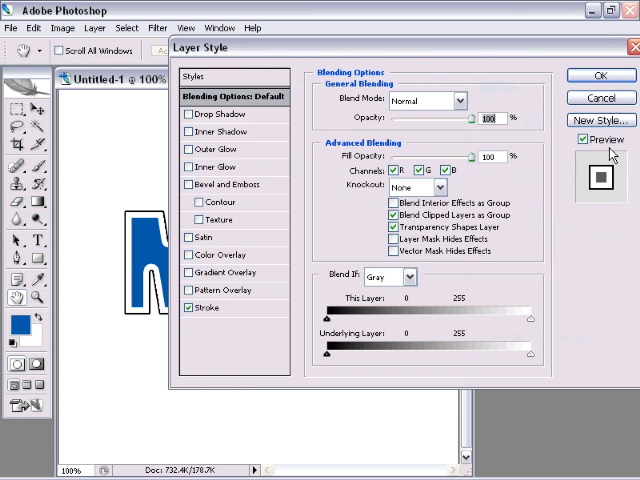 Adobe Photoshop
File Edit Image Layer Select Filter View Window Help
Scroll All Windows
Untitled-1 @ 100%
Layer Style
Styles
Blending Options: Default
Drop Shadow
Inner Shadow
Outer Glow
Inner Glow
Bevel and Emboss
Contour
Texture
Satin
Color Overlay
Gradient Overlay
Pattern Overlay
Stroke
Blending Options
General Blending
Blend Mode: Normal
Opacity: 100 %
Advanced Blending
Fill Opacity: 100 %
Channels: R G B
Knockout: None
Blend Interior Effects as Group
Blend Clipped Layers as Group
Transparency Shapes Layer
Layer Mask Hides Effects
Vector Mask Hides Effects
Blend If: Gray
This Layer: 0 255
Underlying Layer: 0 255
OK
Cancel
New Style...
Preview
100%
Doc: 732.4K/178.7K